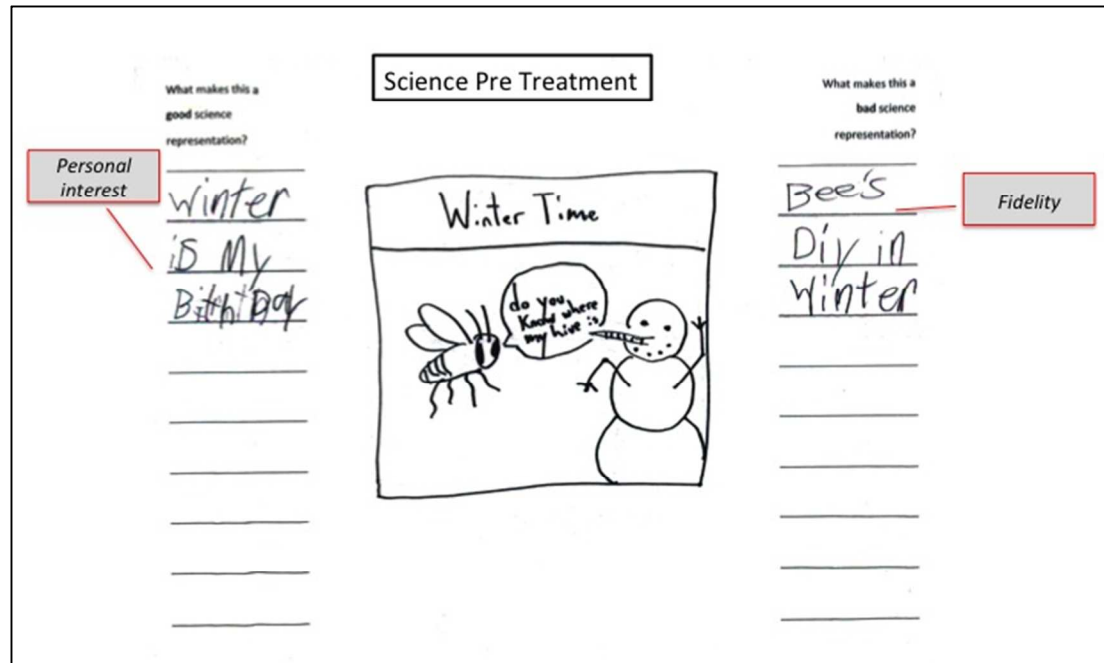 Science Pre Treatment
What makes this a
good science
representation?
Personal
interest
Winter
is My
BithDay
Winter Time
do you
Know where
my hive is
What makes this a
bad science
representation?
Bee's
Diy in
Winter
Fidelity